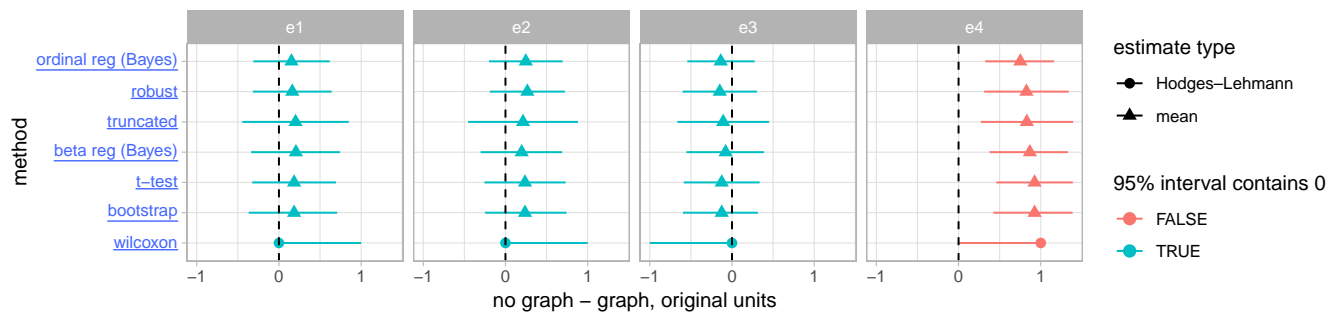 e1 e2 e3 e4
method
ordinal reg (Bayes)
robust
truncated
beta reg (Bayes)
t−test
bootstrap
wilcoxon
−1 0 1 −1 0 1 −1 0 1 −1 0 1
no graph − graph, original units
estimate type
Hodges−Lehmann
mean
95% interval contains 0
FALSE
TRUE